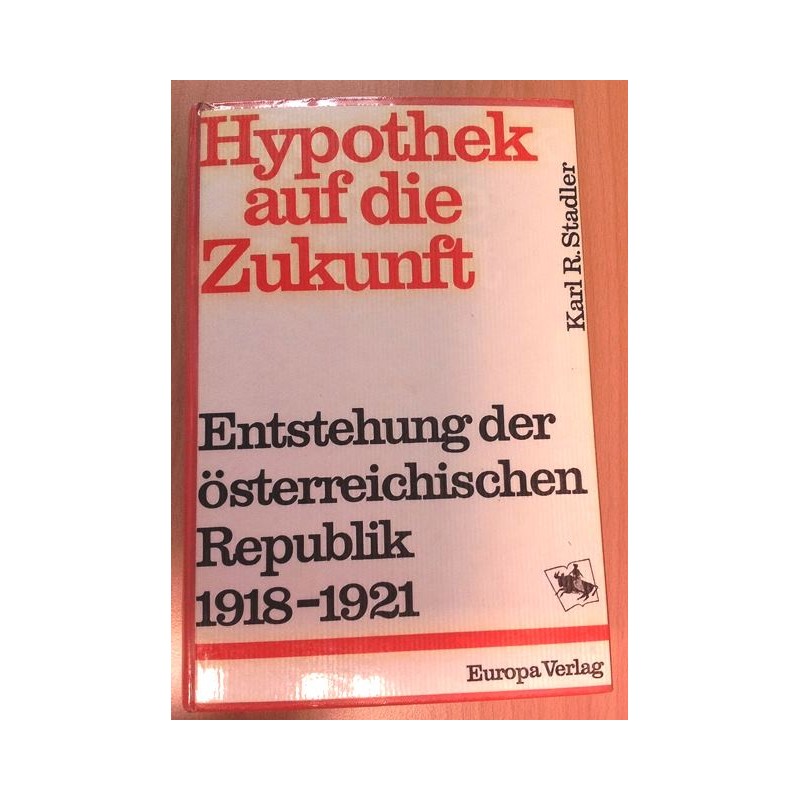 Hypothek
auf die
Zukunft
Karl R. Stadler
Entstehung der
österreichischen
Republik
1918-1921
Europa Verlag